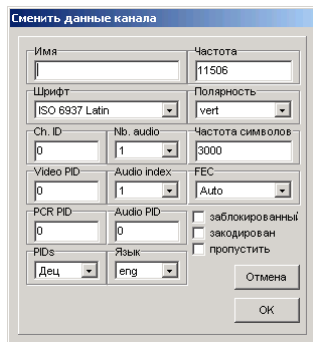 Сменить данные канала
Имя
Частота
11506
Шрифт
Полярность
ISO 6937 Latin
vert
Ch. ID
Nb. audio
Частота символов
0
1
3000
Video PID
Audio index
FEC
0
1
Auto
PCR PID
Audio PID
0
0
заблокированный
закодирован
пропустить
PIDs
Язык
Дец
eng
Отмена
OK